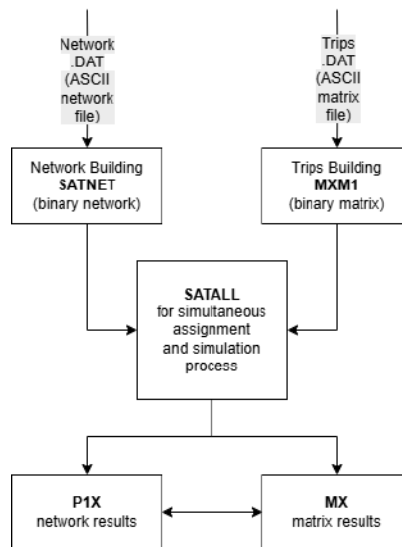 Network
.DAT
(ASCII
network
file)
Trips
.DAT
(ASCII
matrix
file)
Network Building
SATNET
(binary network)
Trips Building
MXM1
(binary matrix)
SATALL
for simultaneous
assignment
and simulation
process
P1X
network results
MX
matrix results